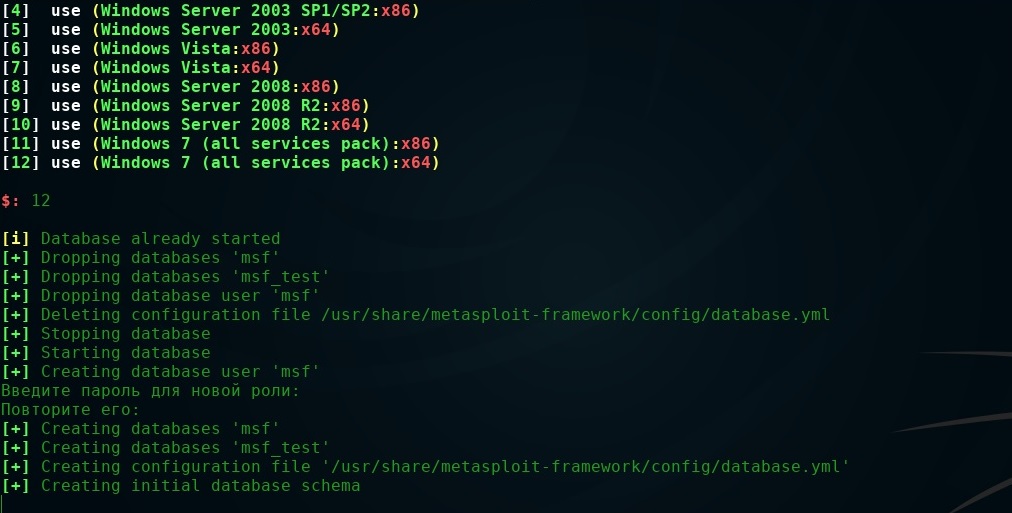 [4]  use (Windows Server 2003 SP1/SP2:x86)
[5]  use (Windows Server 2003:x64)
[6]  use (Windows Vista:x86)
[7]  use (Windows Vista:x64)
[8]  use (Windows Server 2008:x86)
[9]  use (Windows Server 2008 R2:x86)
[10] use (Windows Server 2008 R2:x64)
[11] use (Windows 7 (all services pack):x86)
[12] use (Windows 7 (all services pack):x64)
$: 12
[i] Database already started
[+] Dropping databases 'msf'
[+] Dropping databases 'msf_test'
[+] Dropping database user 'msf'
[+] Deleting configuration file /usr/share/metasploit-framework/config/database.yml
[+] Stopping database
[+] Starting database
[+] Creating database user 'msf'
Введите пароль для новой роли:
Повторите его:
[+] Creating databases 'msf'
[+] Creating databases 'msf_test'
[+] Creating configuration file '/usr/share/metasploit-framework/config/database.yml'
[+] Creating initial database schema